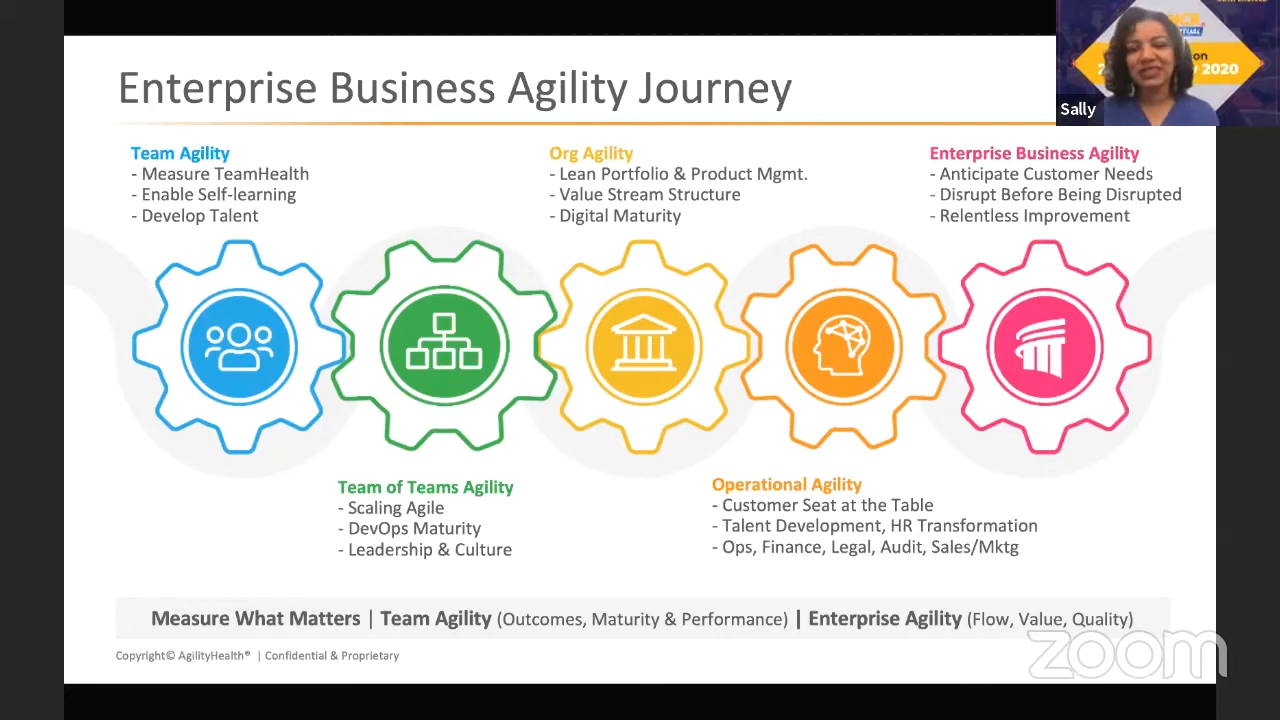 Enterprise Business Agility Journey
Sally
2020
Team Agility
- Measure TeamHealth
- Enable Self-learning
- Develop Talent
Org Agility
- Lean Portfolio & Product Mgmt.
- Value Stream Structure
- Digital Maturity
Enterprise Business Agility
- Anticipate Customer Needs
- Disrupt Before Being Disrupted
- Relentless Improvement
Team of Teams Agility
- Scaling Agile
- DevOps Maturity
- Leadership & Culture
Operational Agility
- Customer Seat at the Table
- Talent Development, HR Transformation
- Ops, Finance, Legal, Audit, Sales/Mktg
Measure What Matters | Team Agility (Outcomes, Maturity & Performance) | Enterprise Agility (Flow, Value, Quality)
Copyright© AgilityHealth® | Confidential & Proprietary
zoom